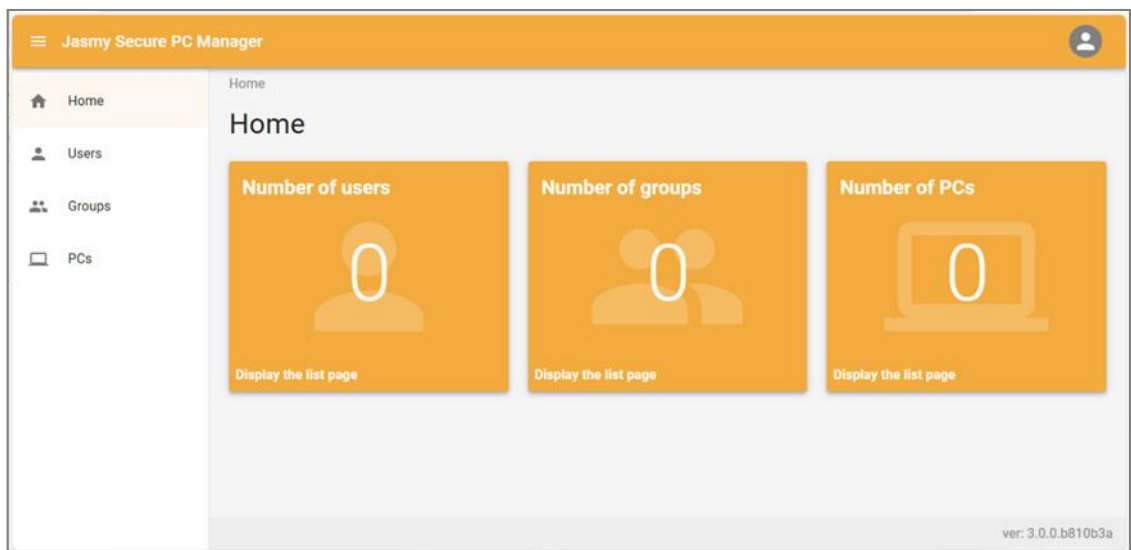 Jasmy Secure PC Manager
Home
Users
Groups
PCs
Home
Home
Number of users
0
Display the list page
Number of groups
0
Display the list page
Number of PCs
0
Display the list page
ver: 3.0.0.b810b3a